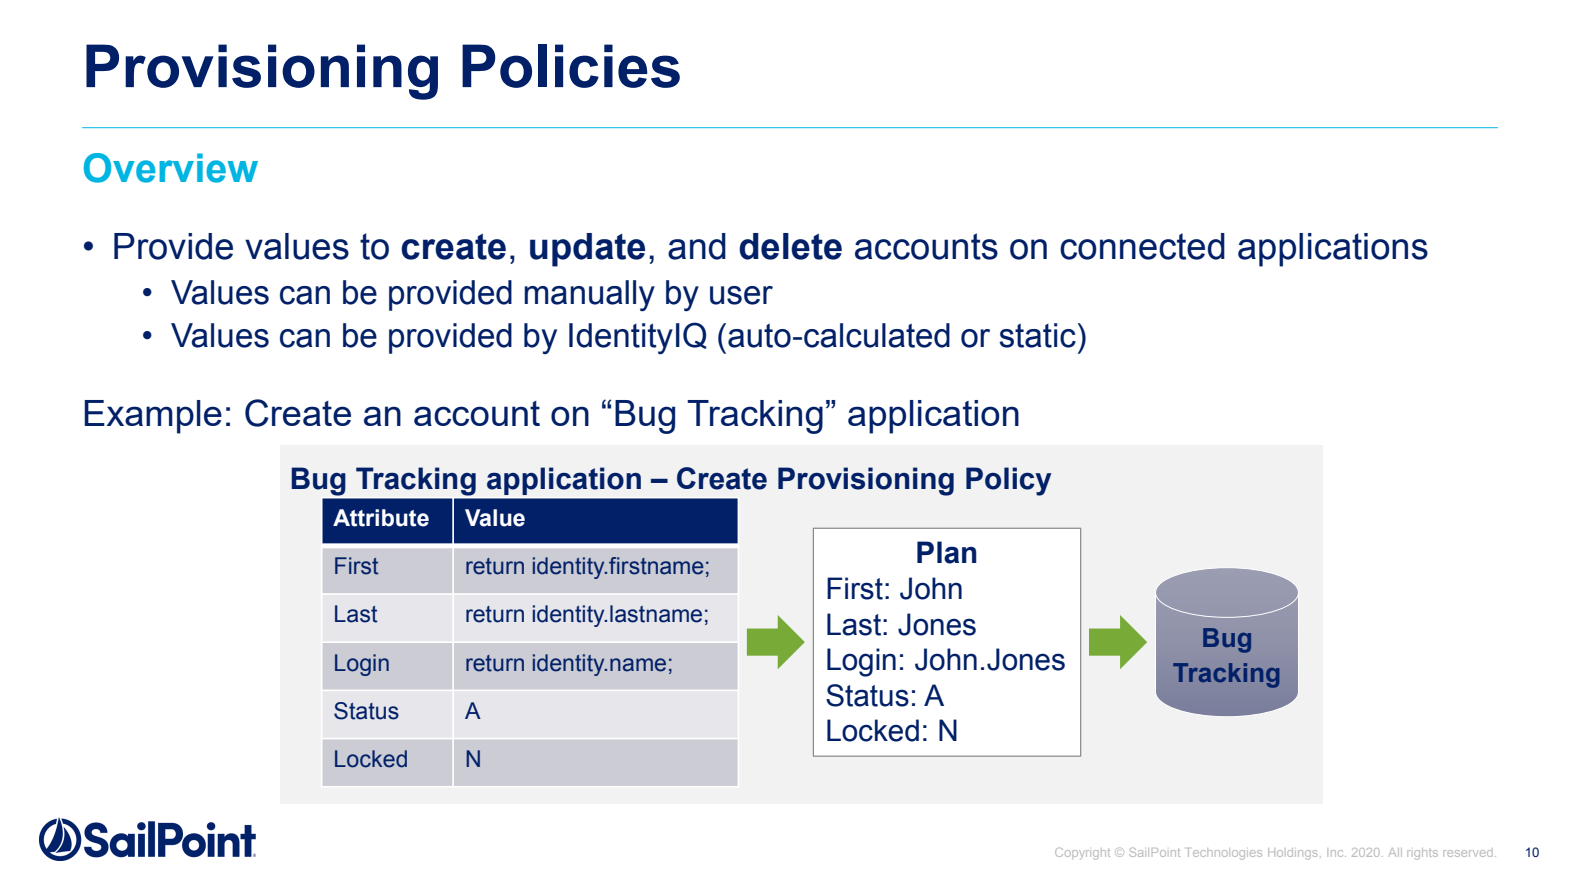 Provisioning Policies
Overview
• Provide values to create, update, and delete accounts on connected applications
• Values can be provided manually by user
• Values can be provided by IdentityIQ (auto-calculated or static)
Example: Create an account on “Bug Tracking” application
Bug Tracking application – Create Provisioning Policy
Attribute Value
First return identity.firstname;
Last return identity.lastname;
Login return identity.name;
Status A
Locked N
Plan
First: John
Last: Jones
Login: John.Jones
Status: A
Locked: N
Bug
Tracking
SailPoint
Copyright © SailPoint Technologies Holdings, Inc. 2020. All rights reserved. 10